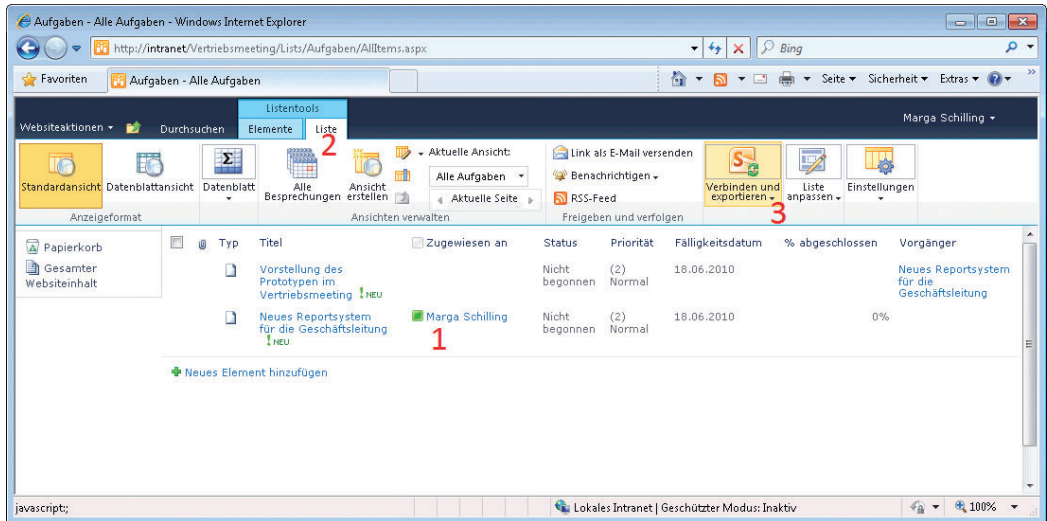 Aufgaben - Alle Aufgaben - Windows Internet Explorer
http://intranet/Vertriebsmeeting/Lists/Aufgaben/AllItems.aspx
Bing
Favoriten
Aufgaben - Alle Aufgaben
Seite
Sicherheit
Extras
Listentools
Websiteaktionen
Durchsuchen
Elemente
Liste
2
Marga Schilling
Standardansicht
Datenblattansicht
Datenblatt
Alle
Besprechungen
Ansicht
erstellen
Aktuelle Ansicht:
Alle Aufgaben
Aktuelle Seite
Link als E-Mail versenden
Benachrichtigen
RSS-Feed
Verbinden und
exportieren
3
Liste
anpassen
Einstellungen
Anzeigeformat
Ansichten verwalten
Freigeben und verfolgen
Papierkorb
Gesamter
Websiteinhalt
Typ Titel Zugewiesen an Status Priorität Fälligkeitsdatum % abgeschlossen Vorgänger
Vorstellung des
Prototypen im
Vertriebsmeeting ! NEU
Nicht
begonnen
(2)
Normal
18.06.2010
Neues Reportsystem
für die
Geschäftsleitung
Neues Reportsystem
für die Geschäftsleitung
! NEU
Marga Schilling
1
Nicht
begonnen
(2)
Normal
18.06.2010
0%
Neues Element hinzufügen
javascript:;
Lokales Intranet | Geschützter Modus: Inaktiv
100%